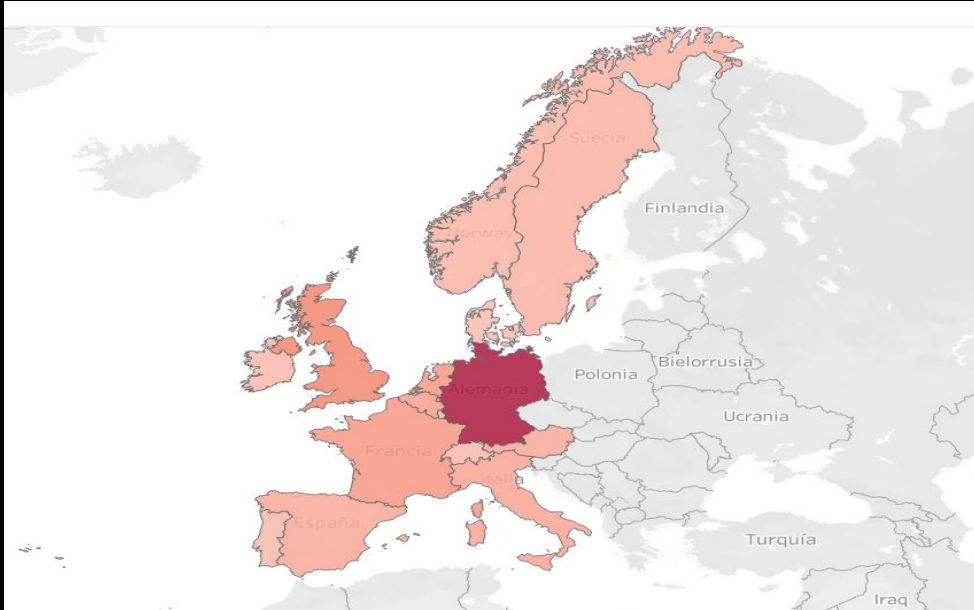 Suecia
Finlandia
Norway
Bielorrusia
Polonia
Alemania
Ucrania
Francia
Italia
España
Turquía
Iraq